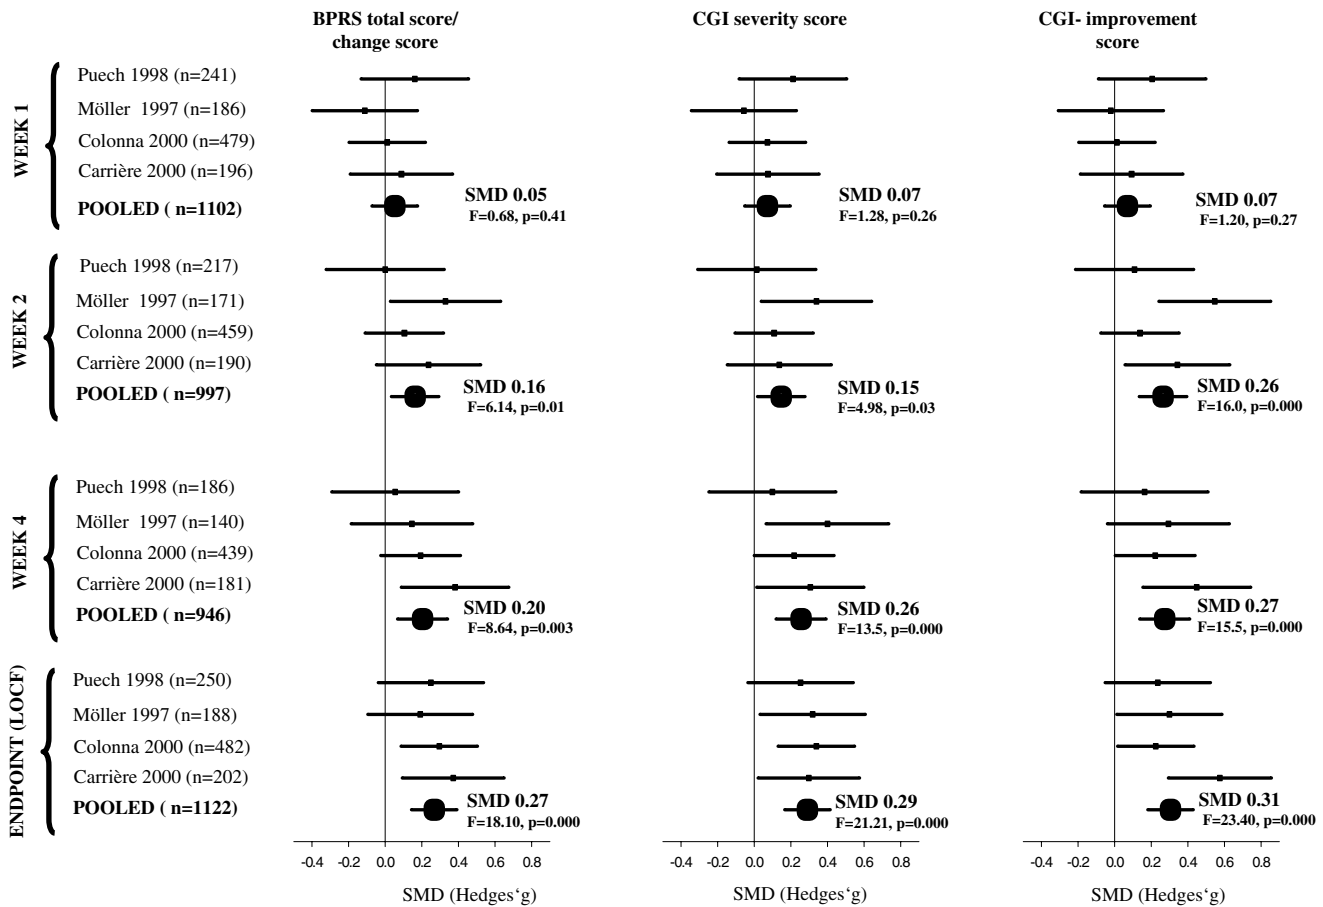 BPRS total score/
change score
CGI severity score
CGI- improvement
score
WEEK 1
Puech 1998 (n=241)
Möller  1997 (n=186)
Colonna 2000 (n=479)
Carrière 2000 (n=196)
POOLED ( n=1102)
SMD 0.05
F=0.68, p=0.41
SMD 0.07
F=1.28, p=0.26
SMD 0.07
F=1.20, p=0.27
WEEK 2
Puech 1998 (n=217)
Möller  1997 (n=171)
Colonna 2000 (n=459)
Carrière 2000 (n=190)
POOLED ( n=997)
SMD 0.16
F=6.14, p=0.01
SMD 0.15
F=4.98, p=0.03
SMD 0.26
F=16.0, p=0.000
WEEK 4
Puech 1998 (n=186)
Möller  1997 (n=140)
Colonna 2000 (n=439)
Carrière 2000 (n=181)
POOLED ( n=946)
SMD 0.20
F=8.64, p=0.003
SMD 0.26
F=13.5, p=0.000
SMD 0.27
F=15.5, p=0.000
ENDPOINT (LOCF)
Puech 1998 (n=250)
Möller 1997 (n=188)
Colonna 2000 (n=482)
Carrière 2000 (n=202)
POOLED ( n=1122)
SMD 0.27
F=18.10, p=0.000
SMD 0.29
F=21.21, p=0.000
SMD 0.31
F=23.40, p=0.000
-0.4 -0.2 0.0 0.2 0.4 0.6 0.8
-0.4 -0.2 0.0 0.2 0.4 0.6 0.8
-0.4 -0.2 0.0 0.2 0.4 0.6 0.8
SMD (Hedges‘g)
SMD (Hedges‘g)
SMD (Hedges‘g)